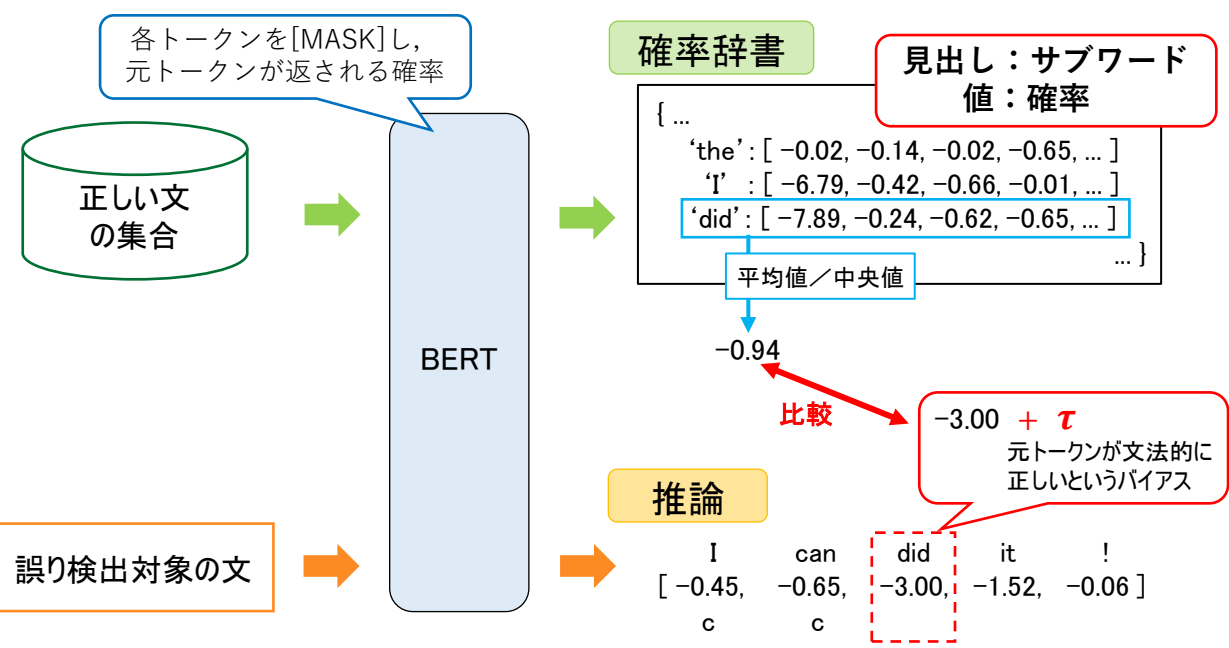 各トークンを[MASK]し,
元トークンが返される確率
確率辞書
見出し：サブワード
値：確率
{ ...
‘the’: [ −0.02, −0.14, −0.02, −0.65, ... ]
‘I’ : [ −6.79, −0.42, −0.66, −0.01, ... ]
‘did’: [ −7.89, −0.24, −0.62, −0.65, ... ]
... }
平均値／中央値
−0.94
正しい文
の集合
BERT
比較
−3.00 + τ
元トークンが文法的に
正しいというバイアス
推論
誤り検出対象の文
I can did it !
[ −0.45, −0.65, −3.00, −1.52, −0.06 ]
c c